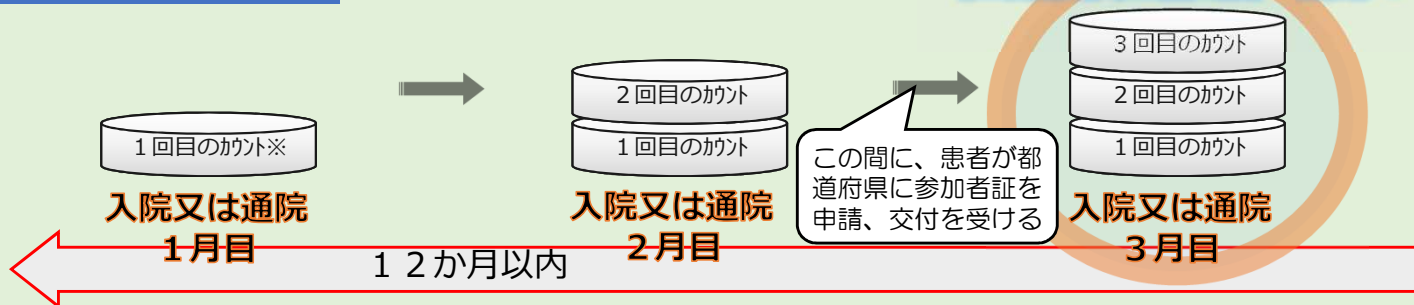 1回目のカウント※
入院又は通院
1月目
2回目のカウント
1回目のカウント
入院又は通院
2月目
この間に、患者が都
道府県に参加者証を
申請、交付を受ける
3回目のカウント
2回目のカウント
1回目のカウント
入院又は通院
3月目
12か月以内